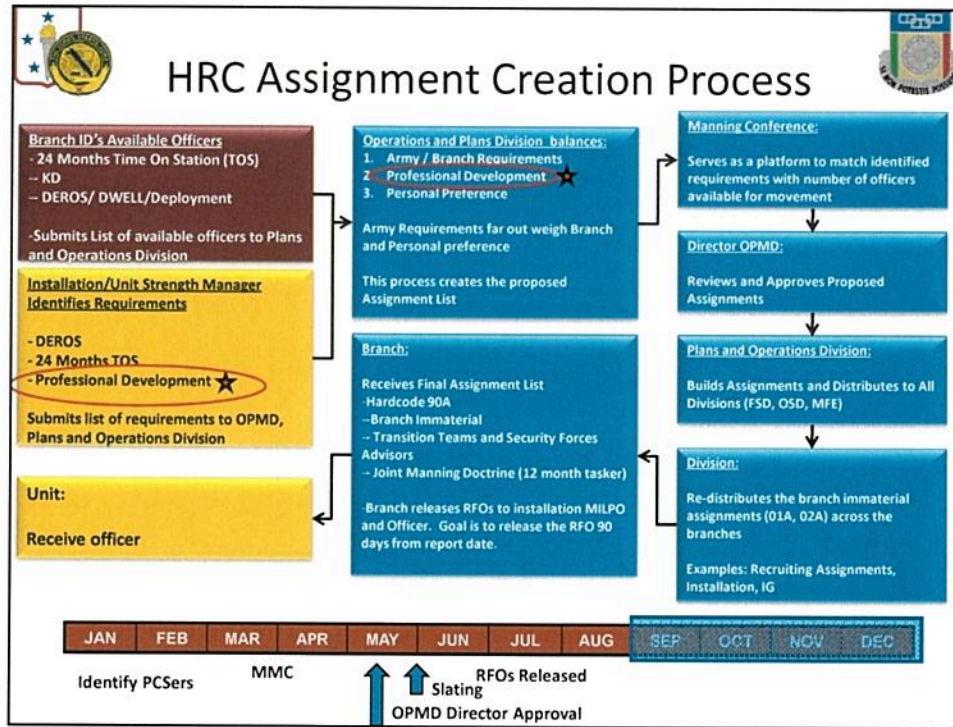 HRC Assignment Creation Process
Branch ID's Available Officers
- 24 Months Time On Station (TOS)
-- KD
-- DEROS/ DWELL/Deployment
-Submits List of available officers to Plans
and Operations Division
Installation/Unit Strength Manager
Identifies Requirements
- DEROS
- 24 Months TOS
- Professional Development
Submits list of requirements to OPMD,
Plans and Operations Division
Unit:
Receive officer
Operations and Plans Division balances:
1. Army / Branch Requirements
2 Professional Development
3. Personal Preference
Army Requirements far out weigh Branch
and Personal preference
This process creates the proposed
Assignment List
Branch:
Receives Final Assignment List
-Hardcode 90A
--Branch Immaterial
-- Transition Teams and Security Forces
Advisors
-- Joint Manning Doctrine (12 month tasker)
-Branch releases RFOs to installation MILPO
and Officer. Goal is to release the RFO 90
days from report date.
Manning Conference:
Serves as a platform to match identified
requirements with number of officers
available for movement
Director OPMD:
Reviews and Approves Proposed
Assignments
Plans and Operations Division:
Builds Assignments and Distributes to All
Divisions (FSD, OSD, MFE)
Division:
Re-distributes the branch immaterial
assignments (01A, 02A) across the
branches
Examples: Recruiting Assignments,
Installation, IG
JAN FEB MAR APR MAY JUN JUL AUG SEP OCT NOV DEC
Identify PCSers MMC RFOs Released
Slating
OPMD Director Approval